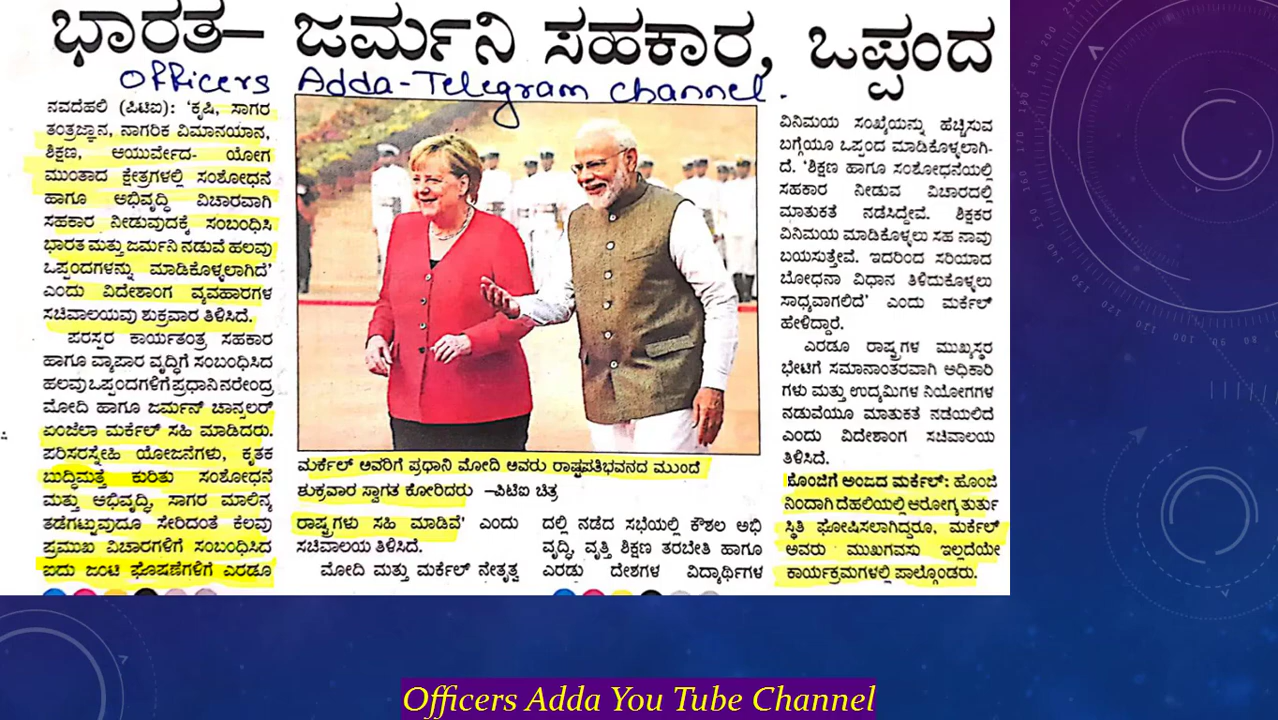 ಭಾರತ– ಜರ್ಮನಿ ಸಹಕಾರ, ಒಪ್ಪಂದ
Officers Adda-Telegram channel.
ನವದೆಹಲಿ (ಪಿಟಿಐ): ‘ಕೃಷಿ, ಸಾಗರ
ತಂತ್ರಜ್ಞಾನ, ನಾಗರಿಕ ವಿಮಾನಯಾನ,
ಶಿಕ್ಷಣ, ಆಯುರ್ವೇದ- ಯೋಗ
ಮುಂತಾದ ಕ್ಷೇತ್ರಗಳಲ್ಲಿ ಸಂಶೋಧನೆ
ಹಾಗೂ ಅಭಿವೃದ್ಧಿ ವಿಚಾರವಾಗಿ
ಸಹಕಾರ ನೀಡುವುದಕ್ಕೆ ಸಂಬಂಧಿಸಿ
ಭಾರತ ಮತ್ತು ಜರ್ಮನಿ ನಡುವೆ ಹಲವು
ಒಪ್ಪಂದಗಳನ್ನು ಮಾಡಿಕೊಳ್ಳಲಾಗಿದೆ’
ಎಂದು ವಿದೇಶಾಂಗ ವ್ಯವಹಾರಗಳ
ಸಚಿವಾಲಯವು ಶುಕ್ರವಾರ ತಿಳಿಸಿದೆ.
ಪರಸ್ಪರ ಕಾರ್ಯತಂತ್ರ ಸಹಕಾರ
ಹಾಗೂ ವ್ಯಾಪಾರ ವೃದ್ಧಿಗೆ ಸಂಬಂಧಿಸಿದ
ಹಲವು ಒಪ್ಪಂದಗಳಿಗೆ ಪ್ರಧಾನಿ ನರೇಂದ್ರ
ಮೋದಿ ಹಾಗೂ ಜರ್ಮನ್ ಚಾನ್ಸಲರ್
ಏಂಜೆಲಾ ಮರ್ಕೆಲ್ ಸಹಿ ಮಾಡಿದರು.
ಪರಿಸರಸ್ನೇಹಿ ಯೋಜನೆಗಳು, ಕೃತಕ
ಬುದ್ಧಿಮತ್ತೆ ಕುರಿತು ಸಂಶೋಧನೆ
ಮತ್ತು ಅಭಿವೃದ್ಧಿ, ಸಾಗರ ಮಾಲಿನ್ಯ
ತಡೆಗಟ್ಟುವುದೂ ಸೇರಿದಂತೆ ಕೆಲವು
ಪ್ರಮುಖ ವಿಚಾರಗಳಿಗೆ ಸಂಬಂಧಿಸಿದ
ಐದು ಜಂಟಿ ಘೋಷಣೆಗಳಿಗೆ ಎರಡೂ
ಮರ್ಕೆಲ್ ಅವರಿಗೆ ಪ್ರಧಾನಿ ಮೋದಿ ಅವರು ರಾಷ್ಟ್ರಪತಿಭವನದ ಮುಂದೆ
ಶುಕ್ರವಾರ ಸ್ವಾಗತ ಕೋರಿದರು –ಪಿಟಿಐ ಚಿತ್ರ
ರಾಷ್ಟ್ರಗಳು ಸಹಿ ಮಾಡಿವೆ’ ಎಂದು
ಸಚಿವಾಲಯ ತಿಳಿಸಿದೆ.
ಮೋದಿ ಮತ್ತು ಮರ್ಕೆಲ್ ನೇತೃತ್ವ
ದಲ್ಲಿ ನಡೆದ ಸಭೆಯಲ್ಲಿ ಕೌಶಲ ಅಭಿ
ವೃದ್ಧಿ, ವೃತ್ತಿ ಶಿಕ್ಷಣ ತರಬೇತಿ ಹಾಗೂ
ಎರಡು ದೇಶಗಳ ವಿದ್ಯಾರ್ಥಿಗಳ
ವಿನಿಮಯ ಸಂಖ್ಯೆಯನ್ನು ಹೆಚ್ಚಿಸುವ
ಬಗ್ಗೆಯೂ ಒಪ್ಪಂದ ಮಾಡಿಕೊಳ್ಳಲಾಗಿ-
ದೆ. ‘ಶಿಕ್ಷಣ ಹಾಗೂ ಸಂಶೋಧನೆಯಲ್ಲಿ
ಸಹಕಾರ ನೀಡುವ ವಿಚಾರದಲ್ಲಿ
ಮಾತುಕತೆ ನಡೆಸಿದ್ದೇವೆ. ಶಿಕ್ಷಕರ
ವಿನಿಮಯ ಮಾಡಿಕೊಳ್ಳಲು ಸಹ ನಾವು
ಬಯಸುತ್ತೇವೆ. ಇದರಿಂದ ಸರಿಯಾದ
ಬೋಧನಾ ವಿಧಾನ ತಿಳಿದುಕೊಳ್ಳಲು
ಸಾಧ್ಯವಾಗಲಿದೆ’ ಎಂದು ಮರ್ಕೆಲ್
ಹೇಳಿದ್ದಾರೆ.
ಎರಡೂ ರಾಷ್ಟ್ರಗಳ ಮುಖ್ಯಸ್ಥರ
ಭೇಟಿಗೆ ಸಮಾನಾಂತರವಾಗಿ ಅಧಿಕಾರಿ
ಗಳು ಮತ್ತು ಉದ್ಯಮಿಗಳ ನಿಯೋಗಗಳ
ನಡುವೆಯೂ ಮಾತುಕತೆ ನಡೆಯಲಿದೆ
ಎಂದು ವಿದೇಶಾಂಗ ಸಚಿವಾಲಯ
ತಿಳಿಸಿದೆ.
ಹೊಂಜಿಗೆ ಅಂಜದ ಮರ್ಕೆಲ್: ಹೊಂಜಿ
ನಿಂದಾಗಿ ದೆಹಲಿಯಲ್ಲಿ ಆರೋಗ್ಯ ತುರ್ತು
ಸ್ಥಿತಿ ಘೋಷಿಸಲಾಗಿದ್ದರೂ, ಮರ್ಕೆಲ್
ಅವರು ಮುಖಗವಸು ಇಲ್ಲದೆಯೇ
ಕಾರ್ಯಕ್ರಮಗಳಲ್ಲಿ ಪಾಲ್ಗೊಂಡರು.
Officers Adda You Tube Channel